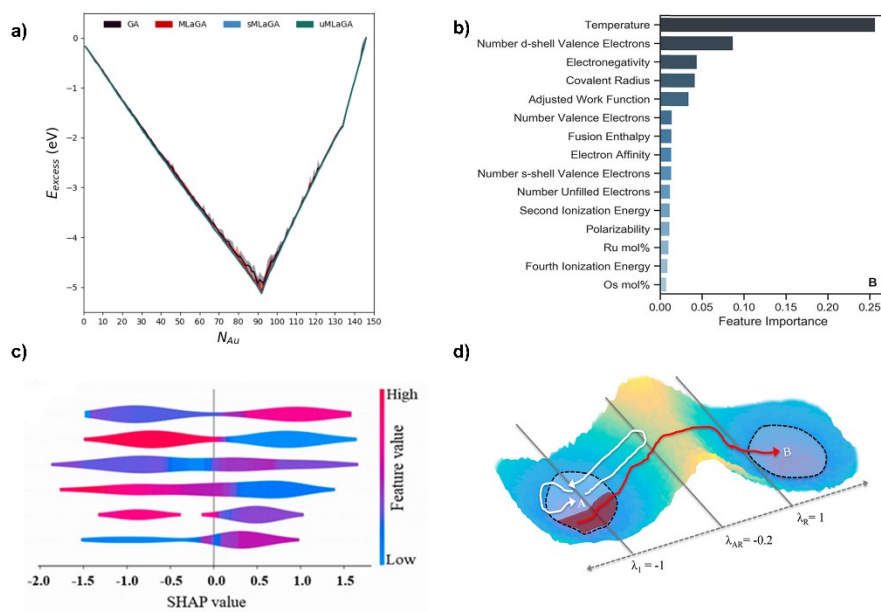 a)
GA MLaGA sMLaGA uMLaGA
E_excess (eV)
0
−1
−2
−3
−4
−5
0 10 20 30 40 50 60 70 80 90 100 110 120 130 140 150
N_Au
b)
Temperature
Number d-shell Valence Electrons
Electronegativity
Covalent Radius
Adjusted Work Function
Number Valence Electrons
Fusion Enthalpy
Electron Affinity
Number s-shell Valence Electrons
Number Unfilled Electrons
Second Ionization Energy
Polarizability
Ru mol%
Fourth Ionization Energy
Os mol%
B
0.00 0.05 0.10 0.15 0.20 0.25
Feature Importance
c)
High
Feature value
Low
-2.0 -1.5 -1.0 -0.5 0.0 0.5 1.0 1.5
SHAP value
d)
A
B
λR= 1
λAR= -0.2
λ1 = -1